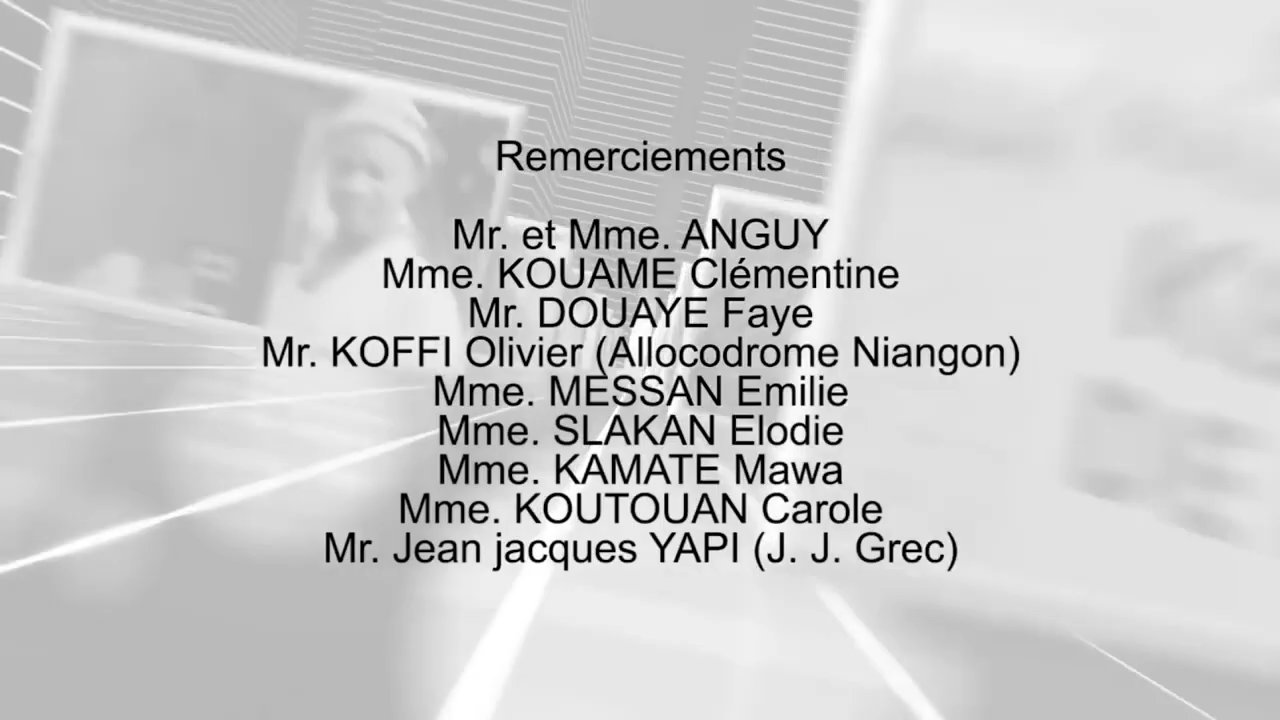 Remerciements
Mr. et Mme. ANGUY
Mme. KOUAME Clémentine
Mr. DOUAYE Faye
Mr. KOFFI Olivier (Allocodrome Niangon)
Mme. MESSAN Emilie
Mme. SLAKAN Elodie
Mme. KAMATE Mawa
Mme. KOUTOUAN Carole
Mr. Jean jacques YAPI (J. J. Grec)